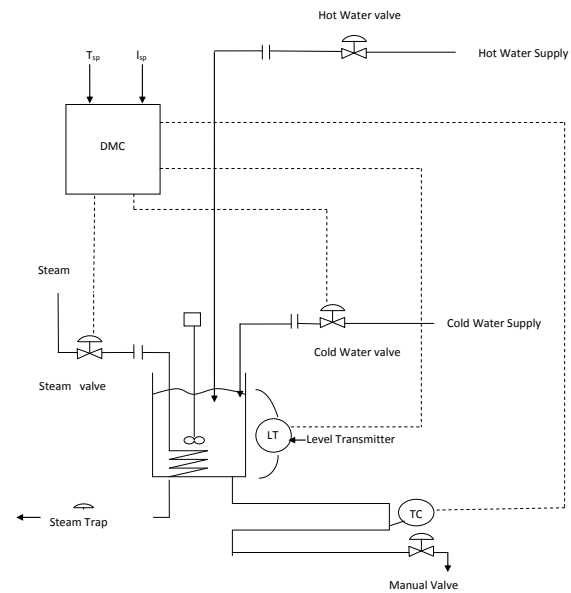 Hot Water valve
Hot Water Supply
Tsp
lsp
DMC
Steam
Cold Water Supply
Cold Water valve
Steam valve
LT
Level Transmitter
TC
Steam Trap
Manual Valve